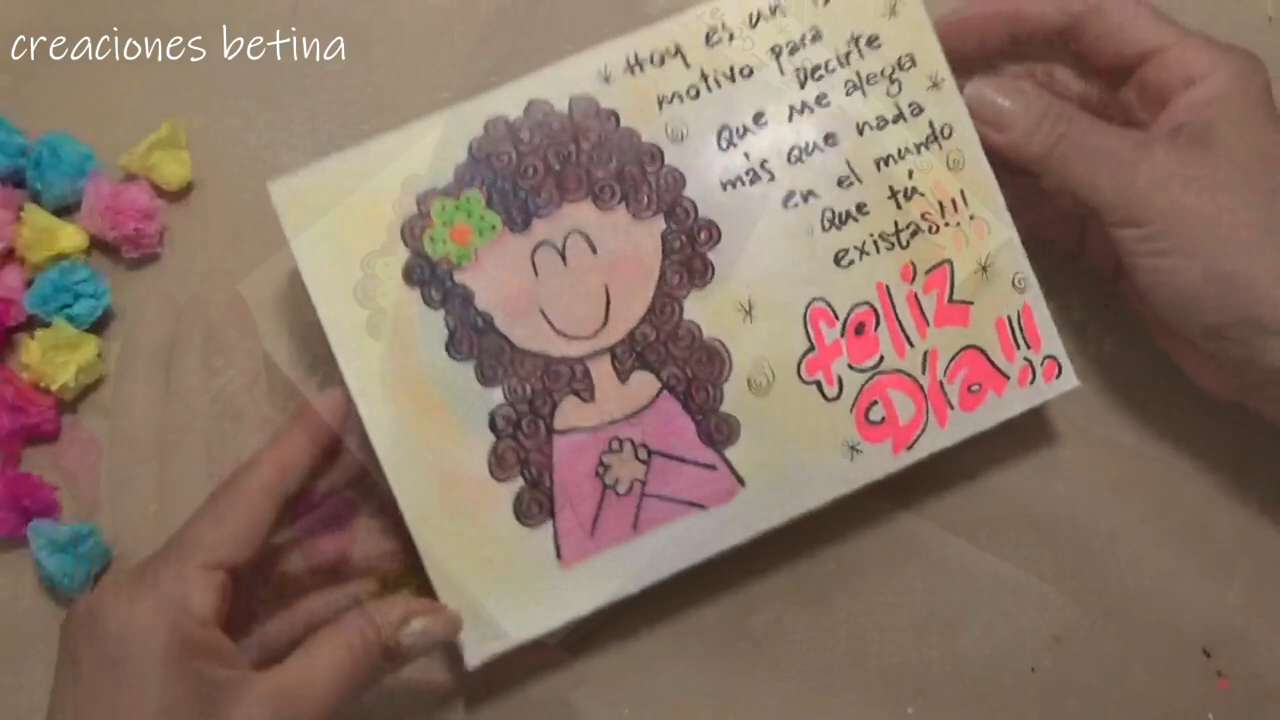 creaciones betina
Hoy es un
motivo para
Decirte
Que me alegra
más que nada
en el mundo
Que tú
existas!!!
feliz
Día!!